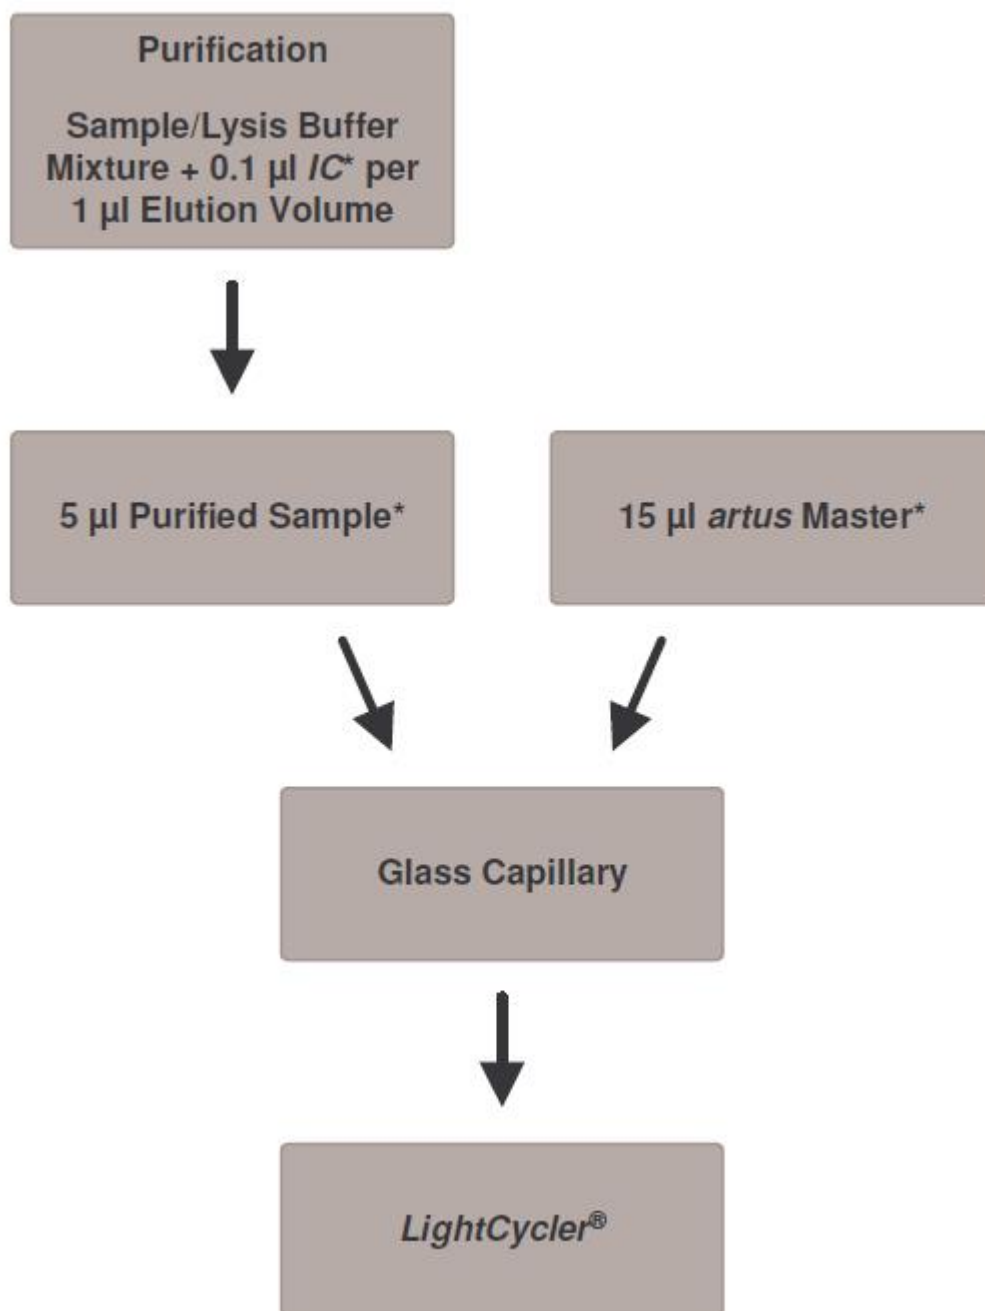 Purification
Sample/Lysis Buffer
Mixture + 0.1 µl IC* per
1 µl Elution Volume
5 µl Purified Sample*
15 µl artus Master*
Glass Capillary
LightCycler®